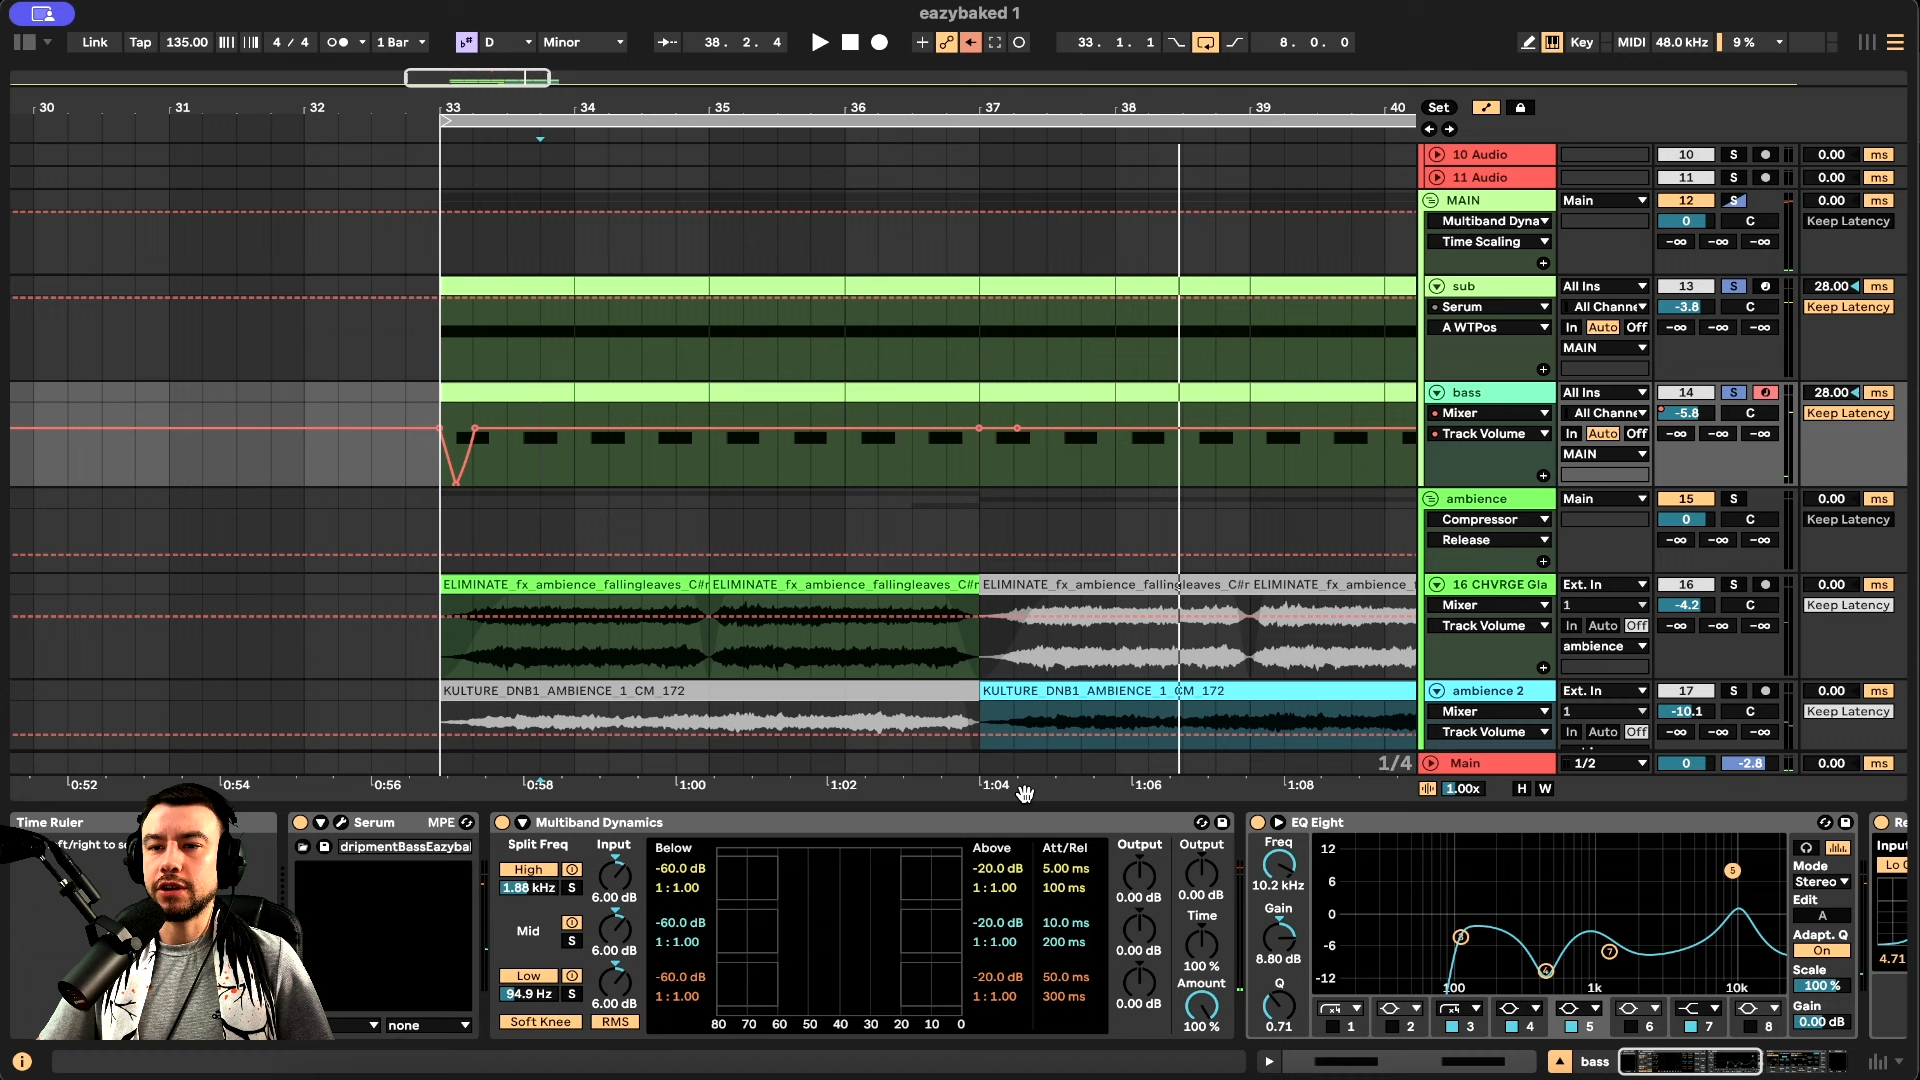 eazybaked 1
Link Tap 135.00 4 / 4 1 Bar D Minor 38. 2. 4 33. 1. 1 8. 0. 0 Key MIDI 48.0 kHz 9 %
30 31 32 33 34 35 36 37 38 39 40 Set
10 Audio 10 S 0.00 ms
11 Audio 11 S 0.00 ms
MAIN Main 12 S 0.00 ms
Multiband Dyna 0 C Keep Latency
Time Scaling -∞ -∞ -∞
sub All Ins 13 S 28.00 ms
Serum All Channe -3.8 C Keep Latency
A WTPos In Auto Off -∞ -∞ -∞
MAIN
bass All Ins 14 S 28.00 ms
Mixer All Channe -5.8 C Keep Latency
Track Volume In Auto Off -∞ -∞ -∞
MAIN
ambience Main 15 S 0.00 ms
Compressor 0 C Keep Latency
Release -∞ -∞ -∞
ELIMINATE_fx_ambience_fallingleaves_C#r ELIMINATE_fx_ambience_fallingleaves_C#r ELIMINATE_fx_ambience_fallingleaves_C#r ELIMINATE_fx_ambience_f 16 CHVRGE Gla Ext. In 16 S 0.00 ms
Mixer 1 -4.2 C Keep Latency
Track Volume In Auto Off -∞ -∞ -∞
ambience
KULTURE_DNB1_AMBIENCE_1_CM_172 KULTURE_DNB1_AMBIENCE_1_CM_172 ambience 2 Ext. In 17 S 0.00 ms
Mixer 1 -10.1 C Keep Latency
Track Volume In Auto Off -∞ -∞ -∞
1/4 Main 1/2 0 -2.8 0.00 ms
0:52 0:54 0:56 0:58 1:00 1:02 1:04 1:06 1:08 1.00x H W
Time Ruler Serum MPE Multiband Dynamics EQ Eight Re
left/right to sc dripmentBassEazybal none
Split Freq Input Below Above Att/Rel Output Output
High 6.00 dB -60.0 dB -20.0 dB 5.00 ms 0.00 dB 0.00 dB
1.88 kHz S 1 : 1.00 1 : 1.00 100 ms
Mid 6.00 dB -60.0 dB -20.0 dB 10.0 ms 0.00 dB Time
S 1 : 1.00 1 : 1.00 200 ms 100 %
Low 6.00 dB -60.0 dB -20.0 dB 50.0 ms 0.00 dB Amount
94.9 Hz S 1 : 1.00 1 : 1.00 300 ms 100 %
Soft Knee RMS 80 70 60 50 40 30 20 10 0
Freq 10.2 kHz
Gain 8.80 dB
Q 0.71
12 6 0 -6 -12
100 1k 10k
3 4 5 7
1 2 3 4 5 6 7 8
Mode
Stereo
Edit
A
Adapt. Q
On
Scale
100 %
Gain
0.00 dB
Input
Lo
4.71
bass